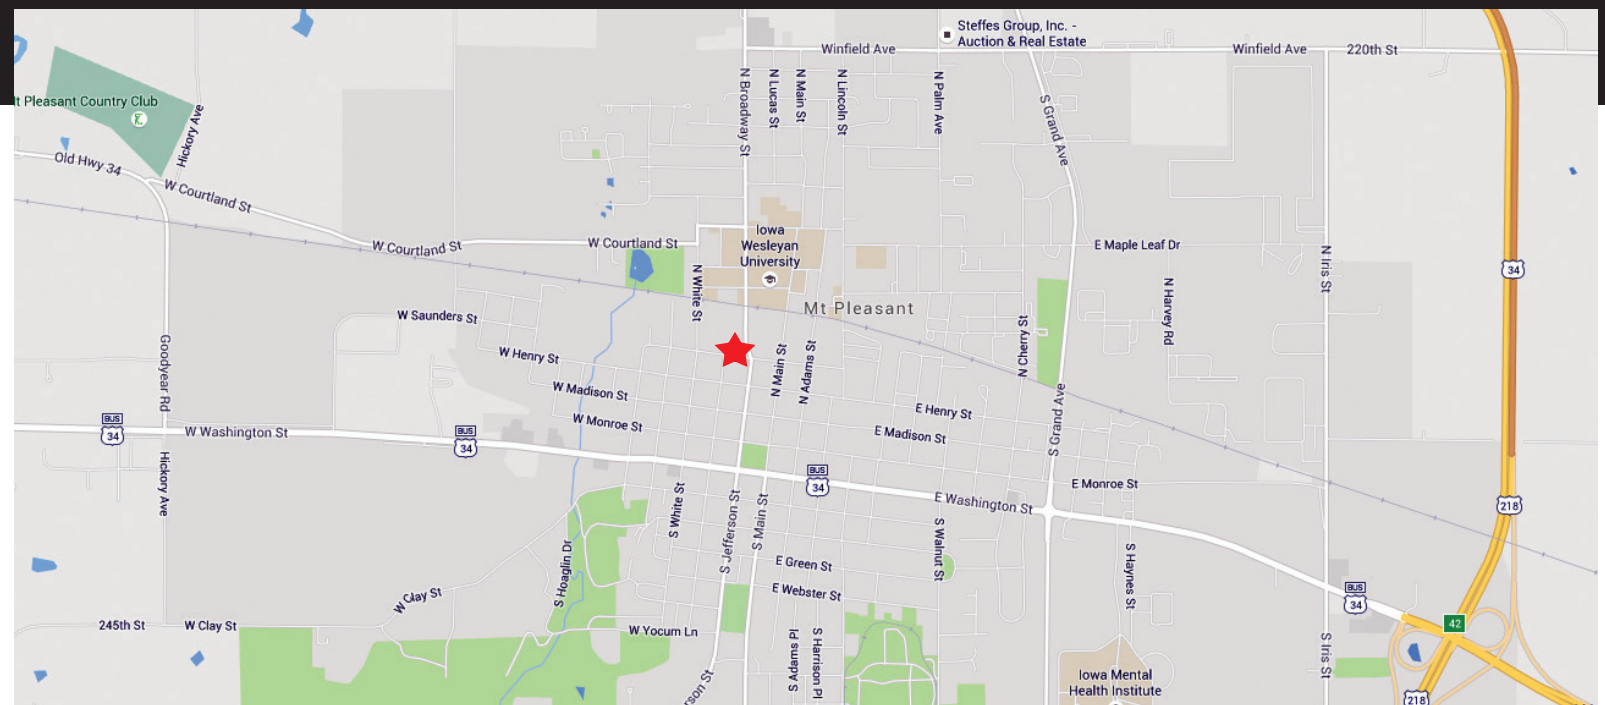 Steffes Group, Inc. -
Auction & Real Estate
Winfield Ave
Winfield Ave
220th St
N Broadway St
N Lucas St
N Main St
N Lincoln St
N Palm Ave
S Grand Ave
lt Pleasant Country Club
Hickory Ave
Old Hwy 34
W Courtland St
W Courtland St
W Courtland St
Iowa
Wesleyan
University
E Maple Leaf Dr
N Iris St
34
N White St
Mt Pleasant
N Harvey Rd
W Saunders St
N Cherry St
Goodyear Rd
W Henry St
N Main St
N Adams St
W Madison St
E Henry St
S Grand Ave
W Monroe St
E Madison St
BUS
34
W Washington St
BUS
34
BUS
34
E Washington St
E Monroe St
218
Hickory Ave
S White St
S Jefferson St
S Main St
S Walnut St
S Haynes St
S Hoaglin Dr
E Green St
E Webster St
BUS
34
W Clay St
42
245th St
W Clay St
W Yocum Ln
S Adams Pl
S Harrison Pl
S Iris St
rson St
Iowa Mental
Health Institute
218